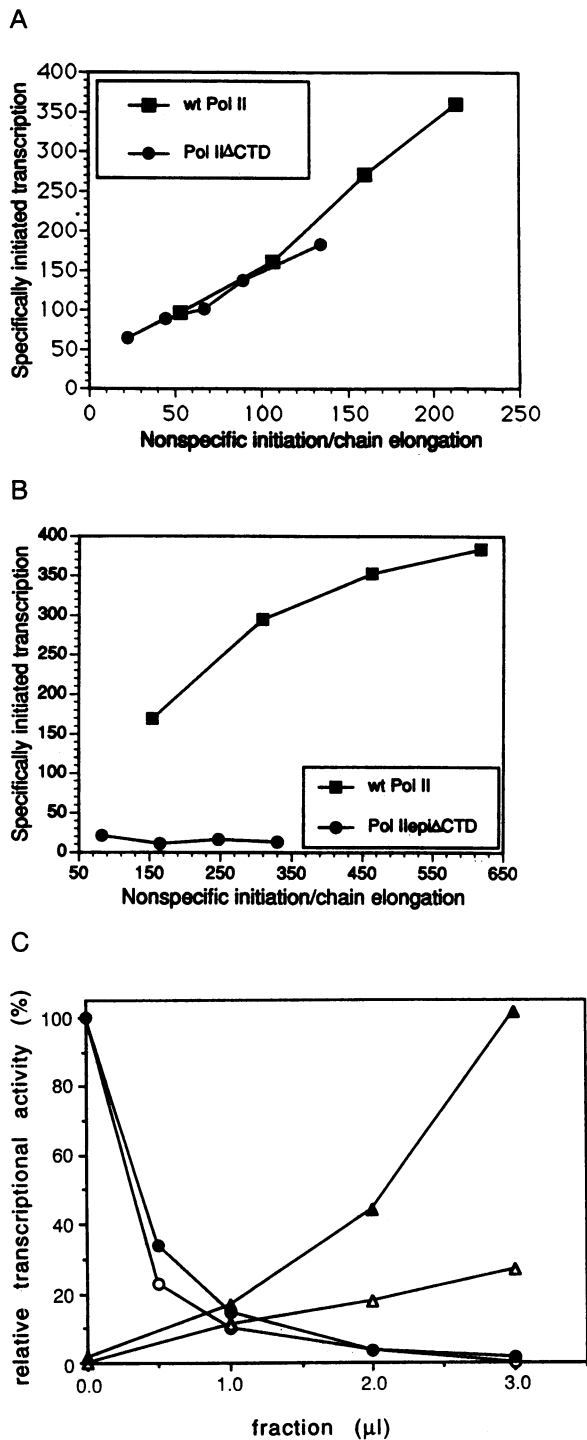 A
Specifically initiated transcription
400
350
300
250
200
150
100
50
0
wt Pol II
Pol IIΔCTD
0 50 100 150 200 250
Nonspecific initiation/chain elongation
B
Specifically initiated transcription
400
350
300
250
200
150
100
50
0
wt Pol II
Pol IIepiΔCTD
50 150 250 350 450 550 650
Nonspecific initiation/chain elongation
C
relative transcriptional activity (%)
100
80
60
40
20
0
0.0 1.0 2.0 3.0
fraction (µl)